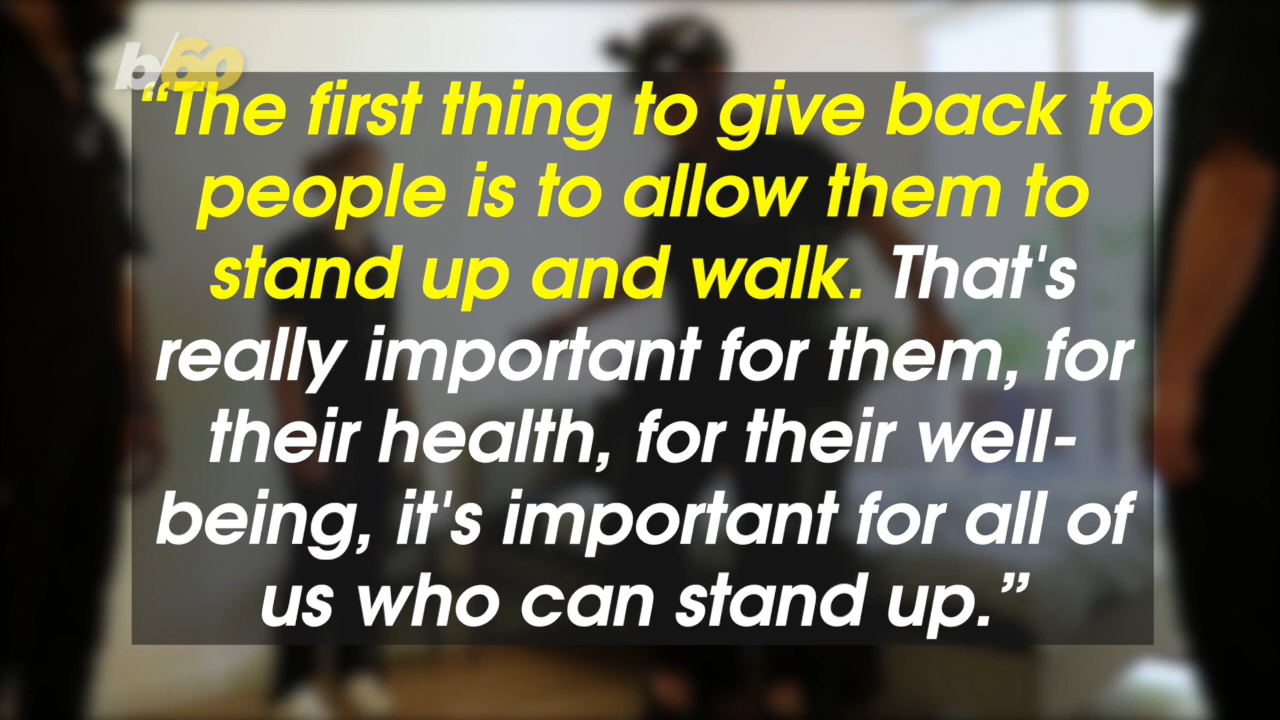 b/60
“The first thing to give back to
people is to allow them to
stand up and walk. That's
really important for them, for
their health, for their well-
being, it's important for all of
us who can stand up.”